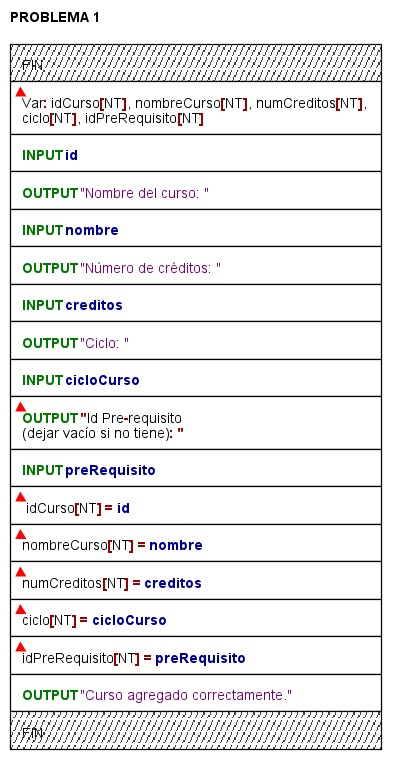 PROBLEMA 1
FIN
Var: idCurso[NT], nombreCurso[NT], numCreditos[NT],
ciclo[NT], idPreRequisito[NT]
INPUT id
OUTPUT "Nombre del curso: "
INPUT nombre
OUTPUT "Número de créditos: "
INPUT creditos
OUTPUT "Ciclo: "
INPUT cicloCurso
OUTPUT "Id Pre-requisito
(dejar vacío si no tiene): "
INPUT preRequisito
idCurso[NT] = id
nombreCurso[NT] = nombre
numCreditos[NT] = creditos
ciclo[NT] = cicloCurso
idPreRequisito[NT] = preRequisito
OUTPUT "Curso agregado correctamente."
FIN